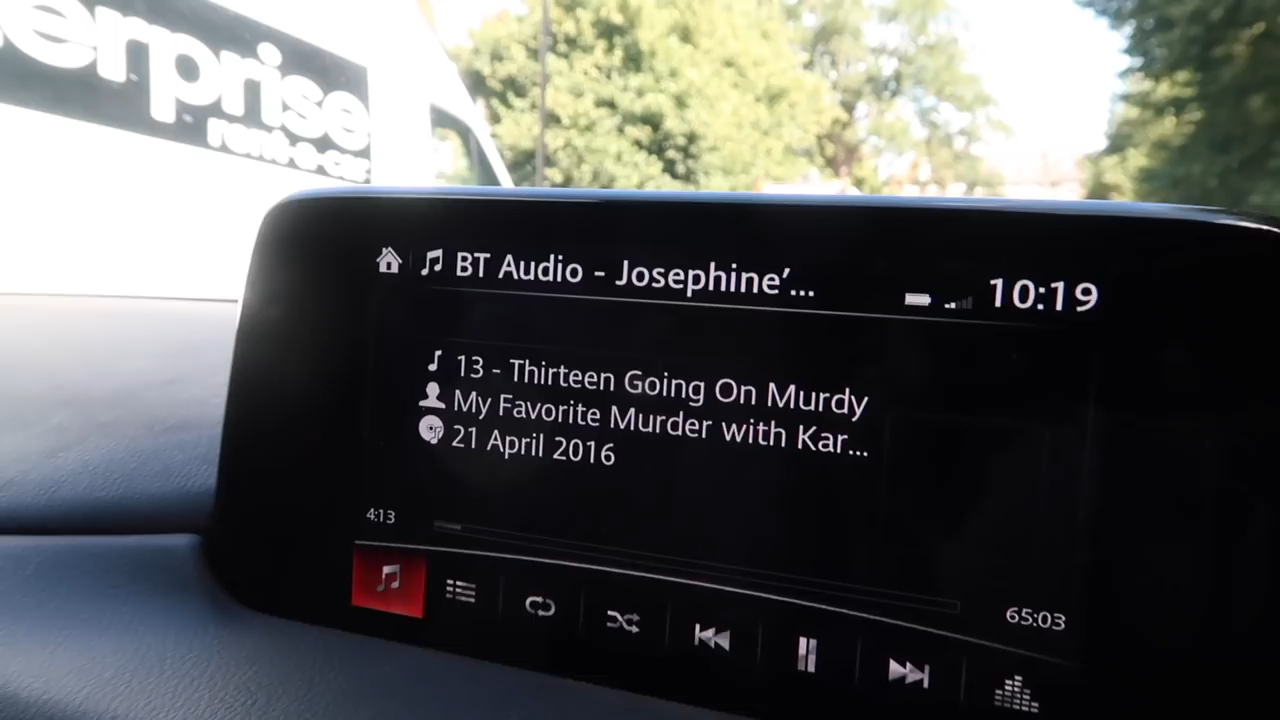 erprise
rent-a-car
BT Audio - Josephine’...
10:19
13 - Thirteen Going On Murdy
My Favorite Murder with Kar...
21 April 2016
4:13
65:03